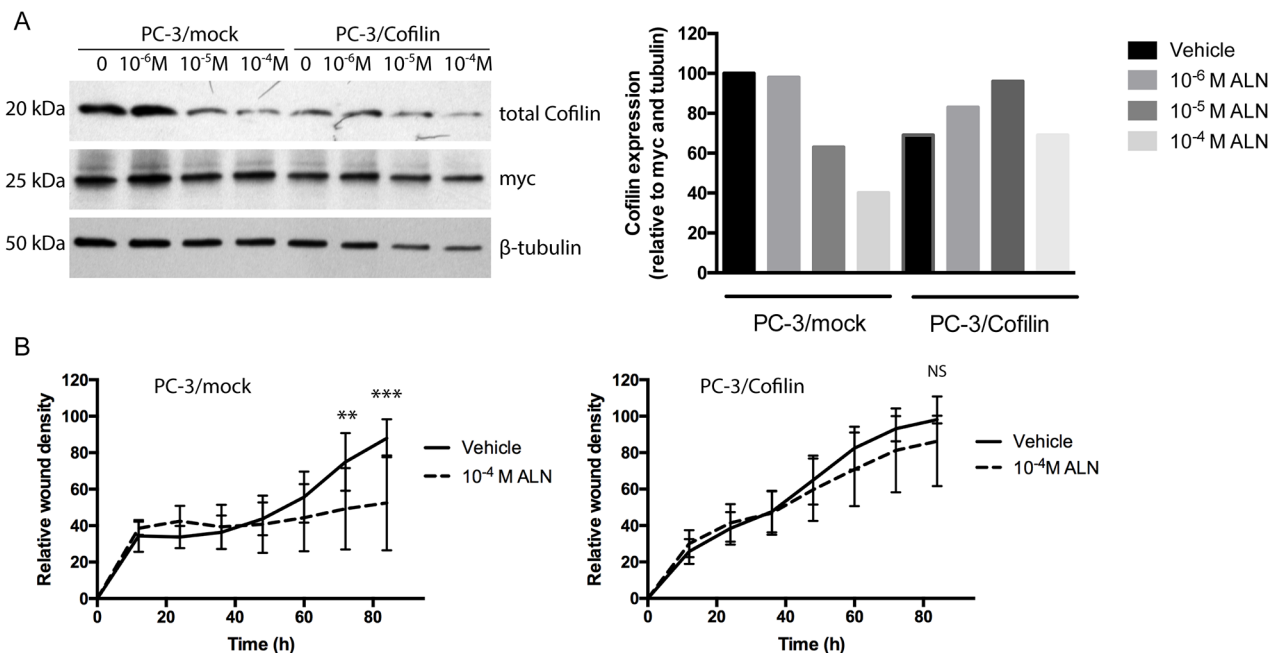 A
PC-3/mock PC-3/Cofilin
0 10⁻⁶M 10⁻⁵M 10⁻⁴M 0 10⁻⁶M 10⁻⁵M 10⁻⁴M
20 kDa total Cofilin
25 kDa myc
50 kDa β-tubulin
Cofilin expression
(relative to myc and tubulin)
120
100
80
60
40
20
0
PC-3/mock PC-3/Cofilin
Vehicle
10⁻⁶ M ALN
10⁻⁵ M ALN
10⁻⁴ M ALN
B
PC-3/mock
Relative wound density
120
100
80
60
40
20
0
0 20 40 60 80
Time (h)
** ***
Vehicle
10⁻⁴ M ALN
PC-3/Cofilin
Relative wound density
120
100
80
60
40
20
0
0 20 40 60 80
Time (h)
NS
Vehicle
10⁻⁴M ALN